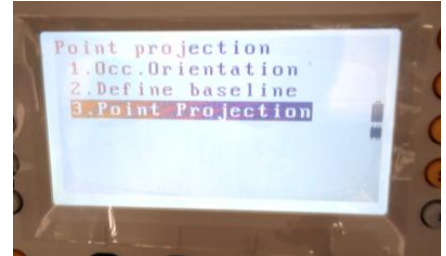 Point projection
1.Occ.Orientation
2.Define baseline
3.Point Projection